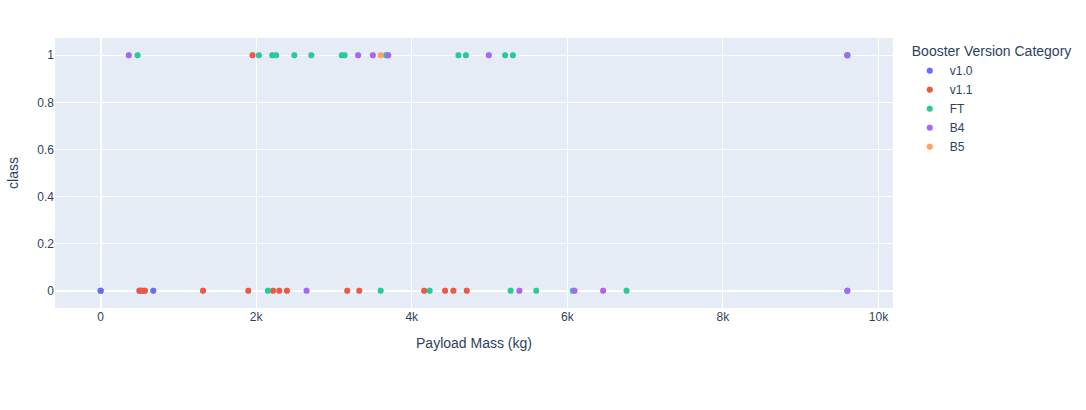 Booster Version Category
v1.0
v1.1
FT
B4
B5
class
1
0.8
0.6
0.4
0.2
0
0 2k 4k 6k 8k 10k
Payload Mass (kg)